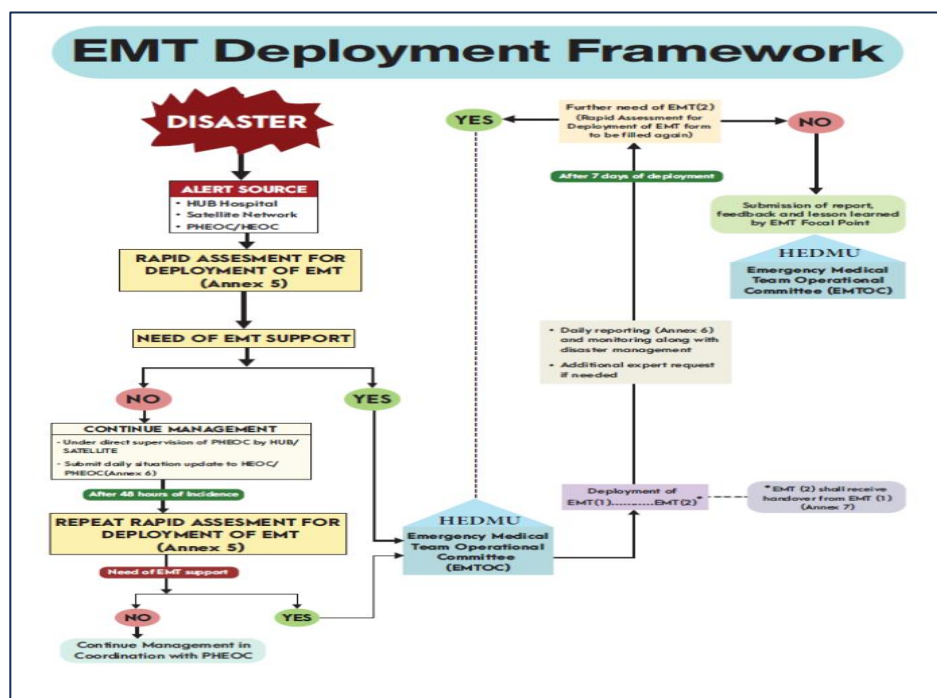 EMT Deployment Framework
DISASTER
ALERT SOURCE
• HUB Hospital
• Satellite Network
• PHEOC/HEOC
RAPID ASSESMENT FOR
DEPLOYMENT OF EMT
(Annex 5)
NEED OF EMT SUPPORT
NO
YES
CONTINUE MANAGEMENT
- Under direct supervision of PHEOC by HUB/
SATELLITE
- Submit daily situation update to HEOC/
PHEOC(Annex 6)
After 48 hours of Incidence
REPEAT RAPID ASSESMENT FOR
DEPLOYMENT OF EMT
(Annex 5)
Need of EMT support
NO
YES
Continue Management in
Coordination with PHEOC
HEDMU
Emergency Medical
Team Operational
Committee
(EMTOC)
Deployment of
EMT(1)...........EMT(2)*
*EMT (2) shall receive
handover from EMT (1)
(Annex 7)
• Daily reporting (Annex 6)
and monitoring along with
disaster management
• Additional expert request
if needed
After 7 days of deployment
Further need of EMT(2)
(Rapid Assessment for
Deployment of EMT form
to be filled again)
YES
NO
Submission of report,
feedback and lesson learned
by EMT Focal Point
HEDMU
Emergency Medical
Team Operational
Committee (EMTOC)